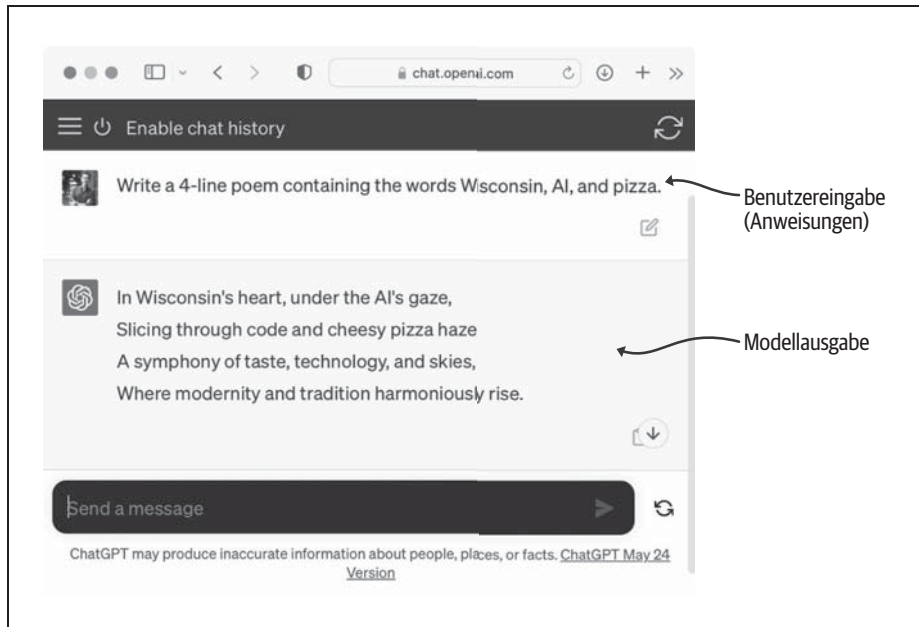 chat.openai.com
Enable chat history
Write a 4-line poem containing the words Wisconsin, AI, and pizza.
Benutzereingabe
(Anweisungen)
In Wisconsin's heart, under the AI's gaze,
Slicing through code and cheesy pizza haze
A symphony of taste, technology, and skies,
Where modernity and tradition harmoniously rise.
Modellausgabe
Send a message
ChatGPT may produce inaccurate information about people, places, or facts. ChatGPT May 24
Version